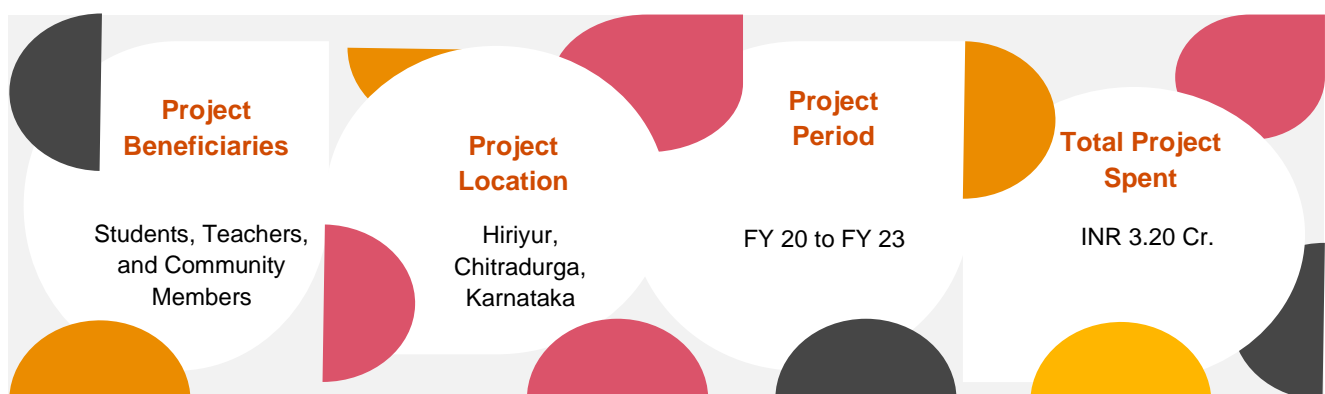 Project
Beneficiaries
Students, Teachers,
and Community
Members
Project
Location
Hiriyur,
Chitradurga,
Karnataka
Project
Period
FY 20 to FY 23
Total Project
Spent
INR 3.20 Cr.